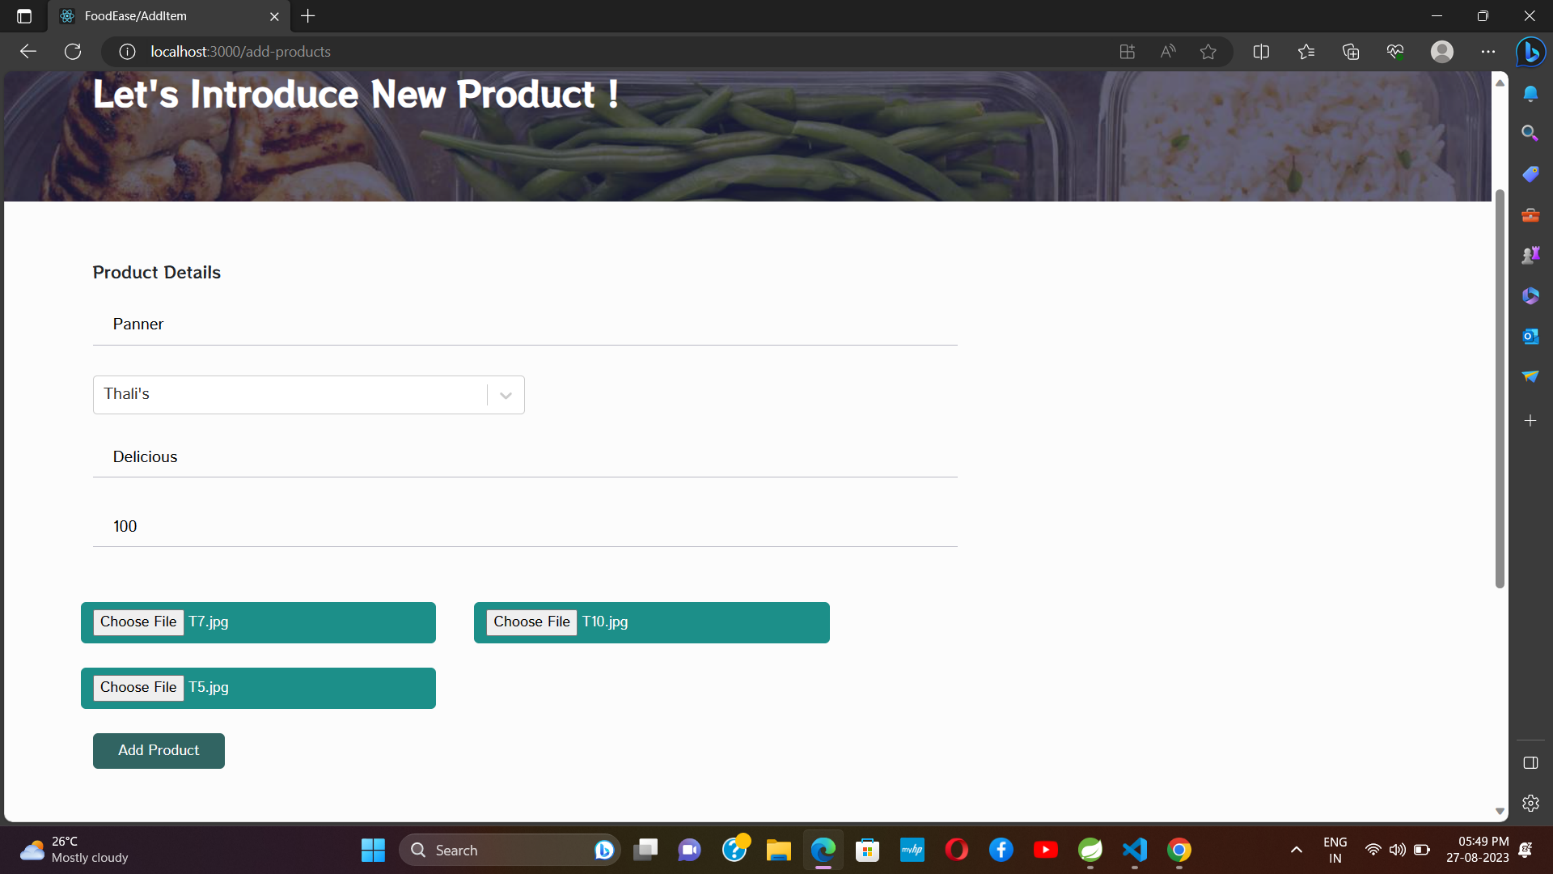 FoodEase/AddItem
localhost:3000/add-products
Let's Introduce New Product !
Product Details
Panner
Thali's
Delicious
100
Choose File T7.jpg
Choose File T10.jpg
Choose File T5.jpg
Add Product
26°C
Mostly cloudy
Search
myhp
ENG
IN
05:49 PM
27-08-2023